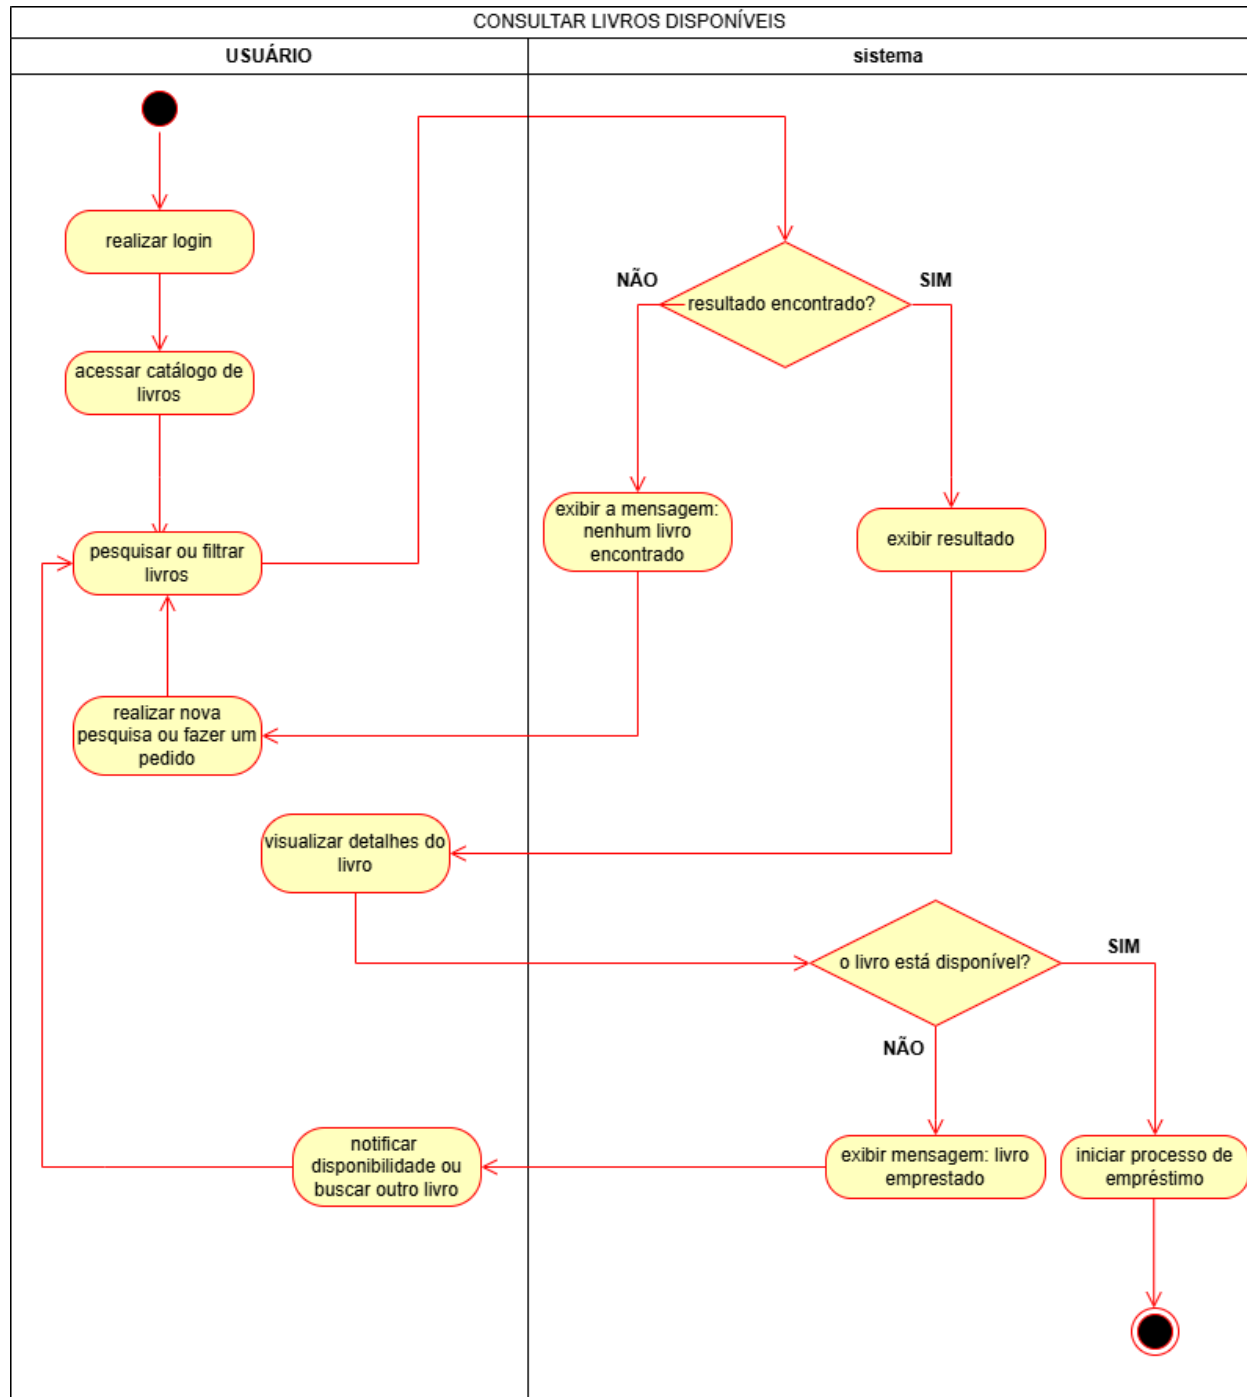 CONSULTAR LIVROS DISPONÍVEIS
USUÁRIO
sistema
realizar login
NÃO
SIM
resultado encontrado?
acessar catálogo de
livros
exibir a mensagem:
nenhum livro
encontrado
exibir resultado
pesquisar ou filtrar
livros
realizar nova
pesquisa ou fazer um
pedido
visualizar detalhes do
livro
o livro está disponível?
SIM
NÃO
notificar
disponibilidade ou
buscar outro livro
exibir mensagem: livro
emprestado
iniciar processo de
empréstimo